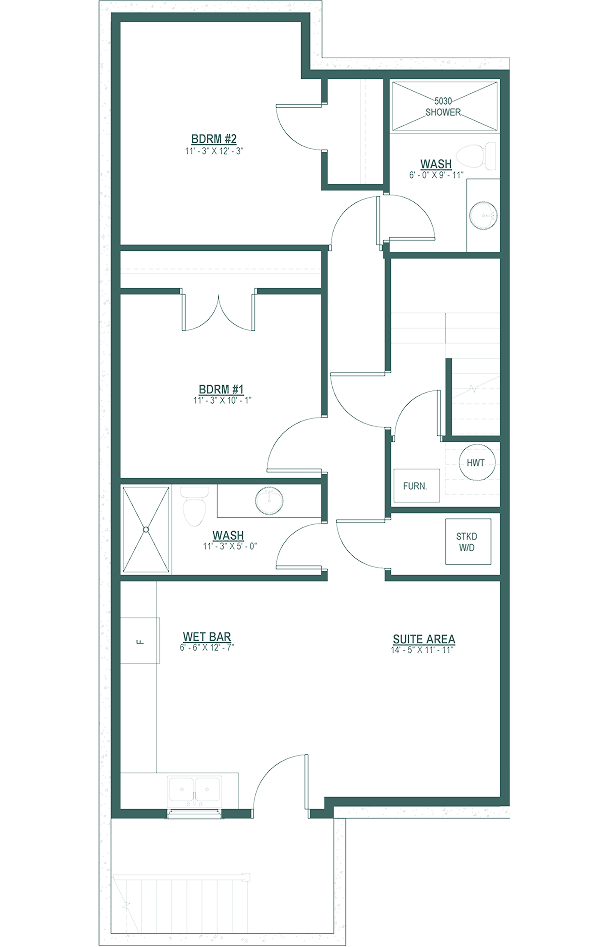 5030
SHOWER
BDRM #2
11' - 3" X 12' - 3"
WASH
6' - 0" X 9' - 11"
BDRM #1
11' - 3" X 10' - 1"
HWT
FURN.
WASH
11' - 3" X 5' - 0"
STKD
W/D
F
WET BAR
6' - 6" X 12' - 7"
SUITE AREA
14' - 5" X 11' - 11"